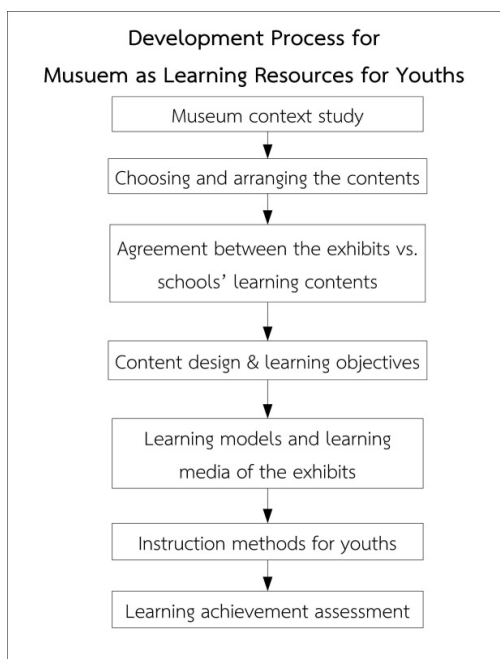 Development Process for
Musuem as Learning Resources for Youths
Museum context study
Choosing and arranging the contents
Agreement between the exhibits vs.
schools’ learning contents
Content design & learning objectives
Learning models and learning
media of the exhibits
Instruction methods for youths
Learning achievement assessment